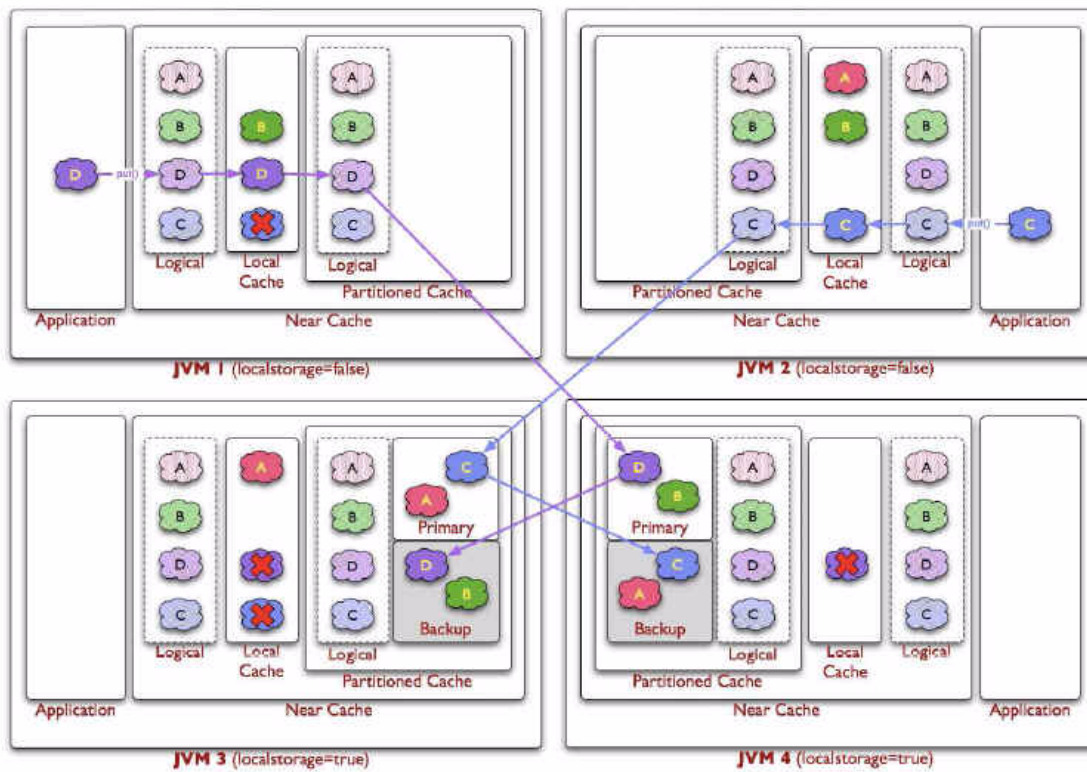 A A
B B B
D put() D D D
C C
Logical Local Logical
Cache
Partitioned Cache
Application Near Cache
JVM 1 (localstorage=false)
A A A
B B B
D D
C C C put() C
Logical Local Logical
Cache
Partitioned Cache
Near Cache Application
JVM 2 (localstorage=false)
A A A C
A
B B Primary
D D D
B
C C
Backup
Logical Local Logical
Cache
Partitioned Cache
Application Near Cache
JVM 3 (localstorage=true)
D A A
B
Primary B B
C D D
A
C C
Backup
Logical Local Logical
Cache
Partitioned Cache
Near Cache Application
JVM 4 (localstorage=true)